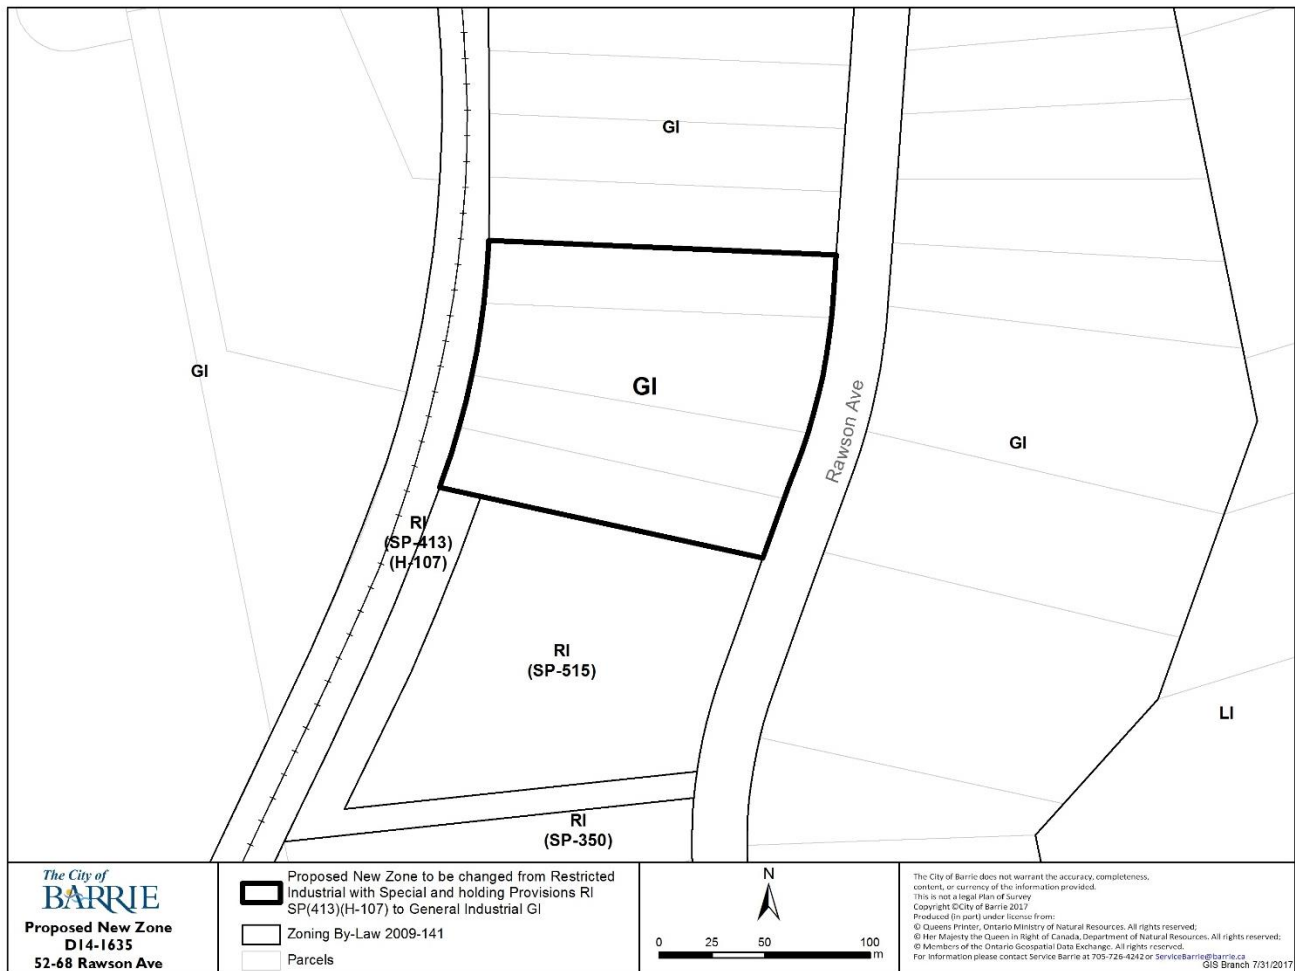 GI
GI
GI
Rawson Ave
GI
RI
(SP-413)
(H-107)
RI
(SP-515)
LI
RI
(SP-350)
The City of
BARRIE
Proposed New Zone
D14-1635
52-68 Rawson Ave
Proposed New Zone to be changed from Restricted
Industrial with Special and holding Provisions RI
SP(413)(H-107) to General Industrial GI
Zoning By-Law 2009-141
Parcels
N
0 25 50 100
m
The City of Barrie does not warrant the accuracy, completeness,
content, or currency of the information provided.
This is not a legal Plan of Survey
Copyright ©City of Barrie 2017
Produced (in part) under license from:
© Queens Printer, Ontario Ministry of Natural Resources. All rights reserved;
© Her Majesty the Queen in Right of Canada, Department of Natural Resources. All rights reserved;
© Members of the Ontario Geospatial Data Exchange. All rights reserved.
For Information please contact Service Barrie at 705-726-4242 or ServiceBarrie@barrie.ca
GIS Branch 7/31/2017